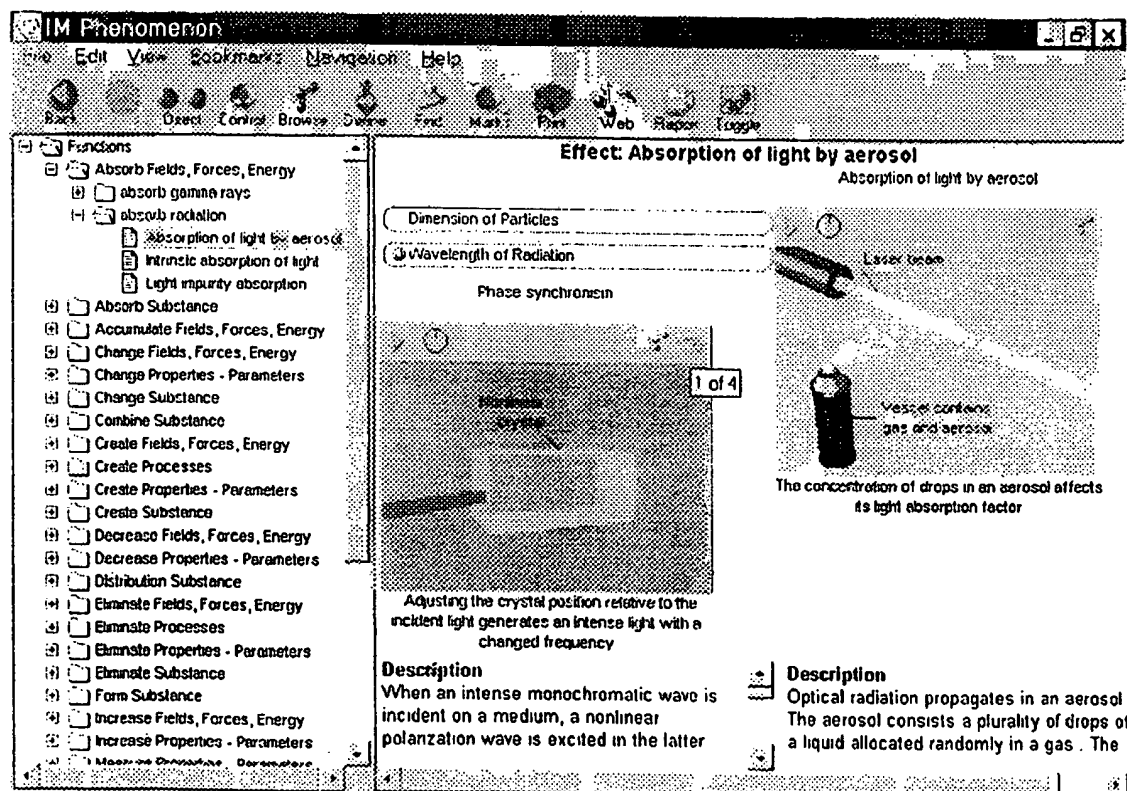 IM Phenomenon
Edit View Bookmarks Navigation Help
Back Direct Control Browse Define Find Mark Print Web Report Toggle
Functions
Absorb Fields, Forces, Energy
absorb gamma rays
absorb radiation
Absorption of light by aerosol
Intrinsic absorption of light
Light impurity absorption
Absorb Substance
Accumulate Fields, Forces, Energy
Change Fields, Forces, Energy
Change Properties - Parameters
Change Substance
Combine Substance
Create Fields, Forces, Energy
Create Processes
Create Properties - Parameters
Create Substance
Decrease Fields, Forces, Energy
Decrease Properties - Parameters
Distribution Substance
Eliminate Fields, Forces, Energy
Eliminate Processes
Eliminate Properties - Parameters
Eliminate Substance
Form Substance
Increase Fields, Forces, Energy
Increase Properties - Parameters
Effect: Absorption of light by aerosol
Dimension of Particles
Wavelength of Radiation
Phase synchronism
crystal
1 of 4
Adjusting the crystal position relative to the
incident light generates an intense light with a
changed frequency
Description
When an intense monochromatic wave is
incident on a medium, a nonlinear
polarization wave is excited in the latter
Absorption of light by aerosol
Laser beam
Vessel contains
gas and aerosol
The concentration of drops in an aerosol affects
its light absorption factor
Description
Optical radiation propagates in an aerosol
The aerosol consists a plurality of drops of
a liquid allocated randomly in a gas . The